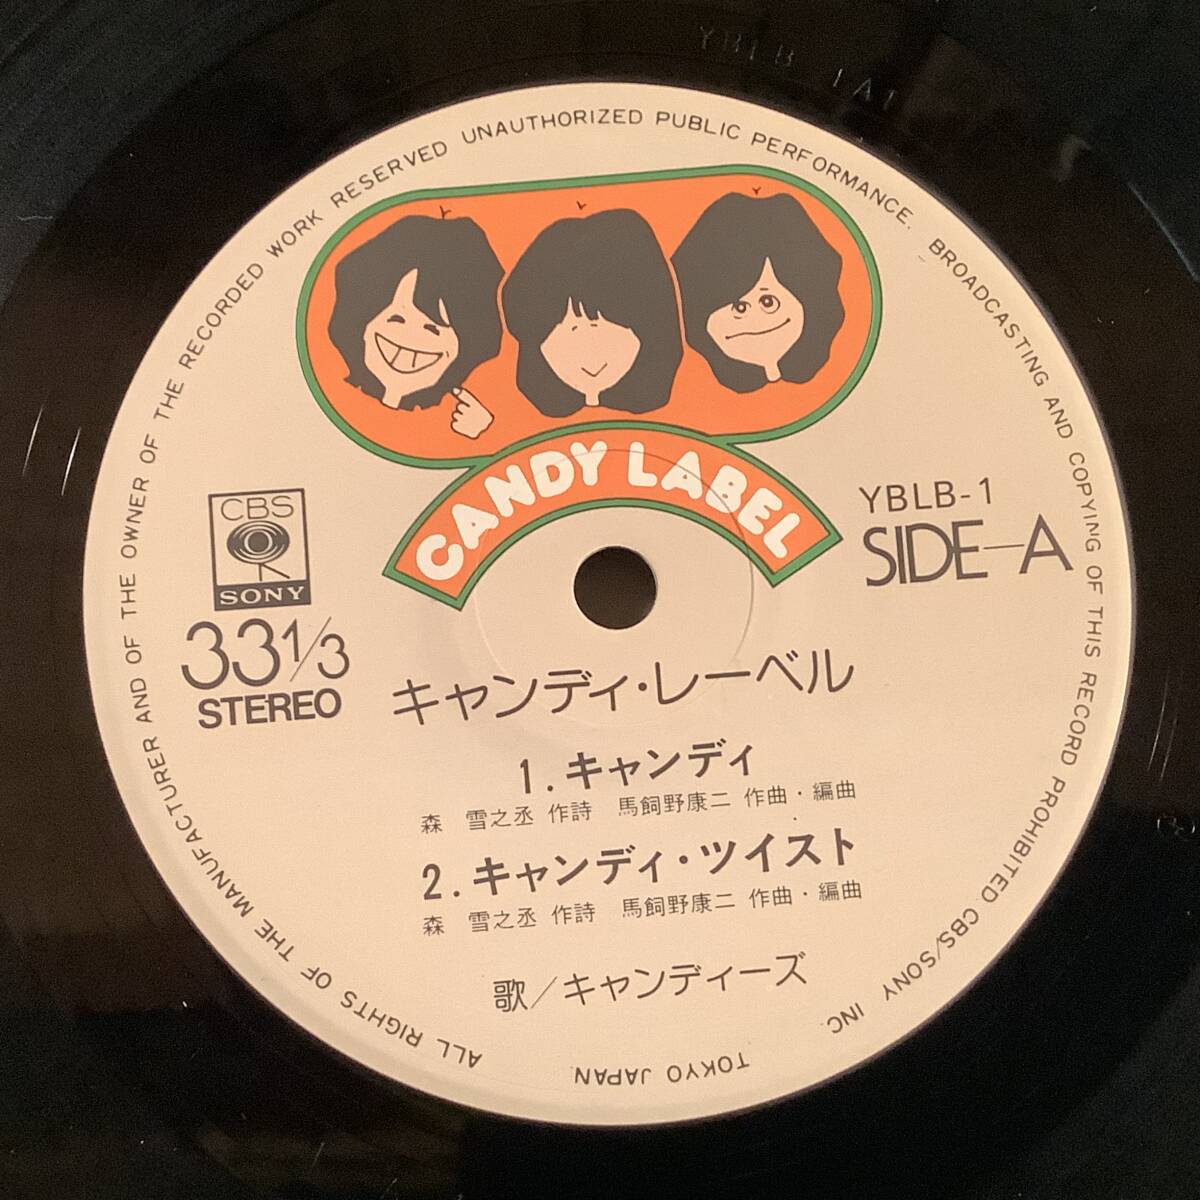 YBLB 1A1
ALL RIGHTS OF THE MANUFACTURER AND OF THE OWNER OF THE RECORDED WORK RESERVED UNAUTHORIZED PUBLIC PERFORMANCE. BROADCASTING AND COPYING OF THIS RECORD PROHIBITED CBS/SONY INC.
TOKYO JAPAN
CANDY LABEL
CBS
SONY
YBLB-1
SIDE—A
33 1/3
STEREO
キャンディ・レーベル
1.キャンディ
森 雪之丞 作詩 馬飼野康二 作曲・編曲
2.キャンディ・ツイスト
森 雪之丞 作詩 馬飼野康二 作曲・編曲
歌/キャンディーズ